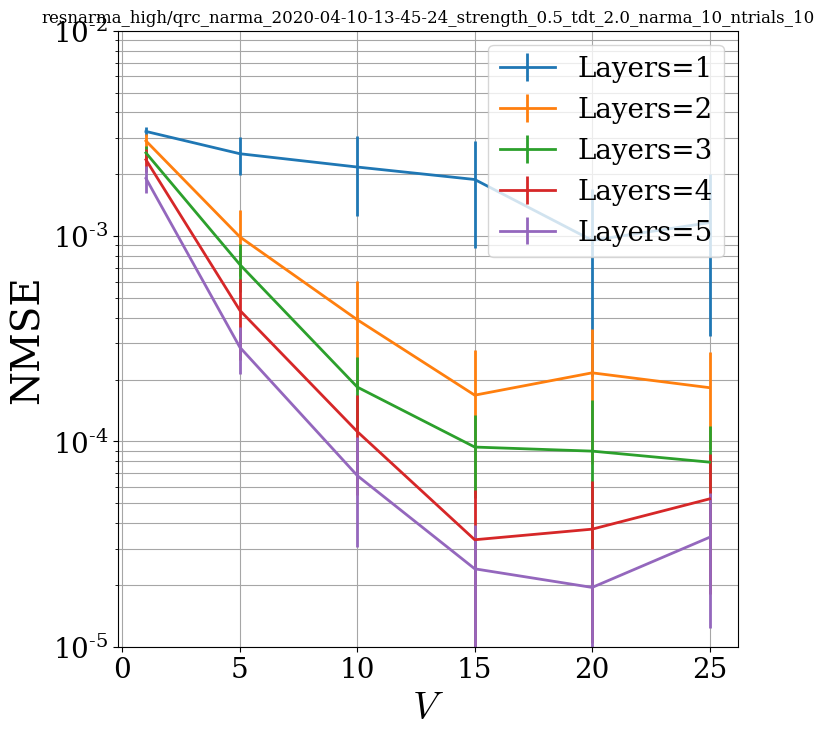 resnarma_high/qrc_narma_2020-04-10-13-45-24_strength_0.5_tdt_2.0_narma_10_ntrials_10
10^-2
Layers=1
Layers=2
Layers=3
Layers=4
Layers=5
10^-3
NMSE
10^-4
10^-5
0 5 10 15 20 25
V